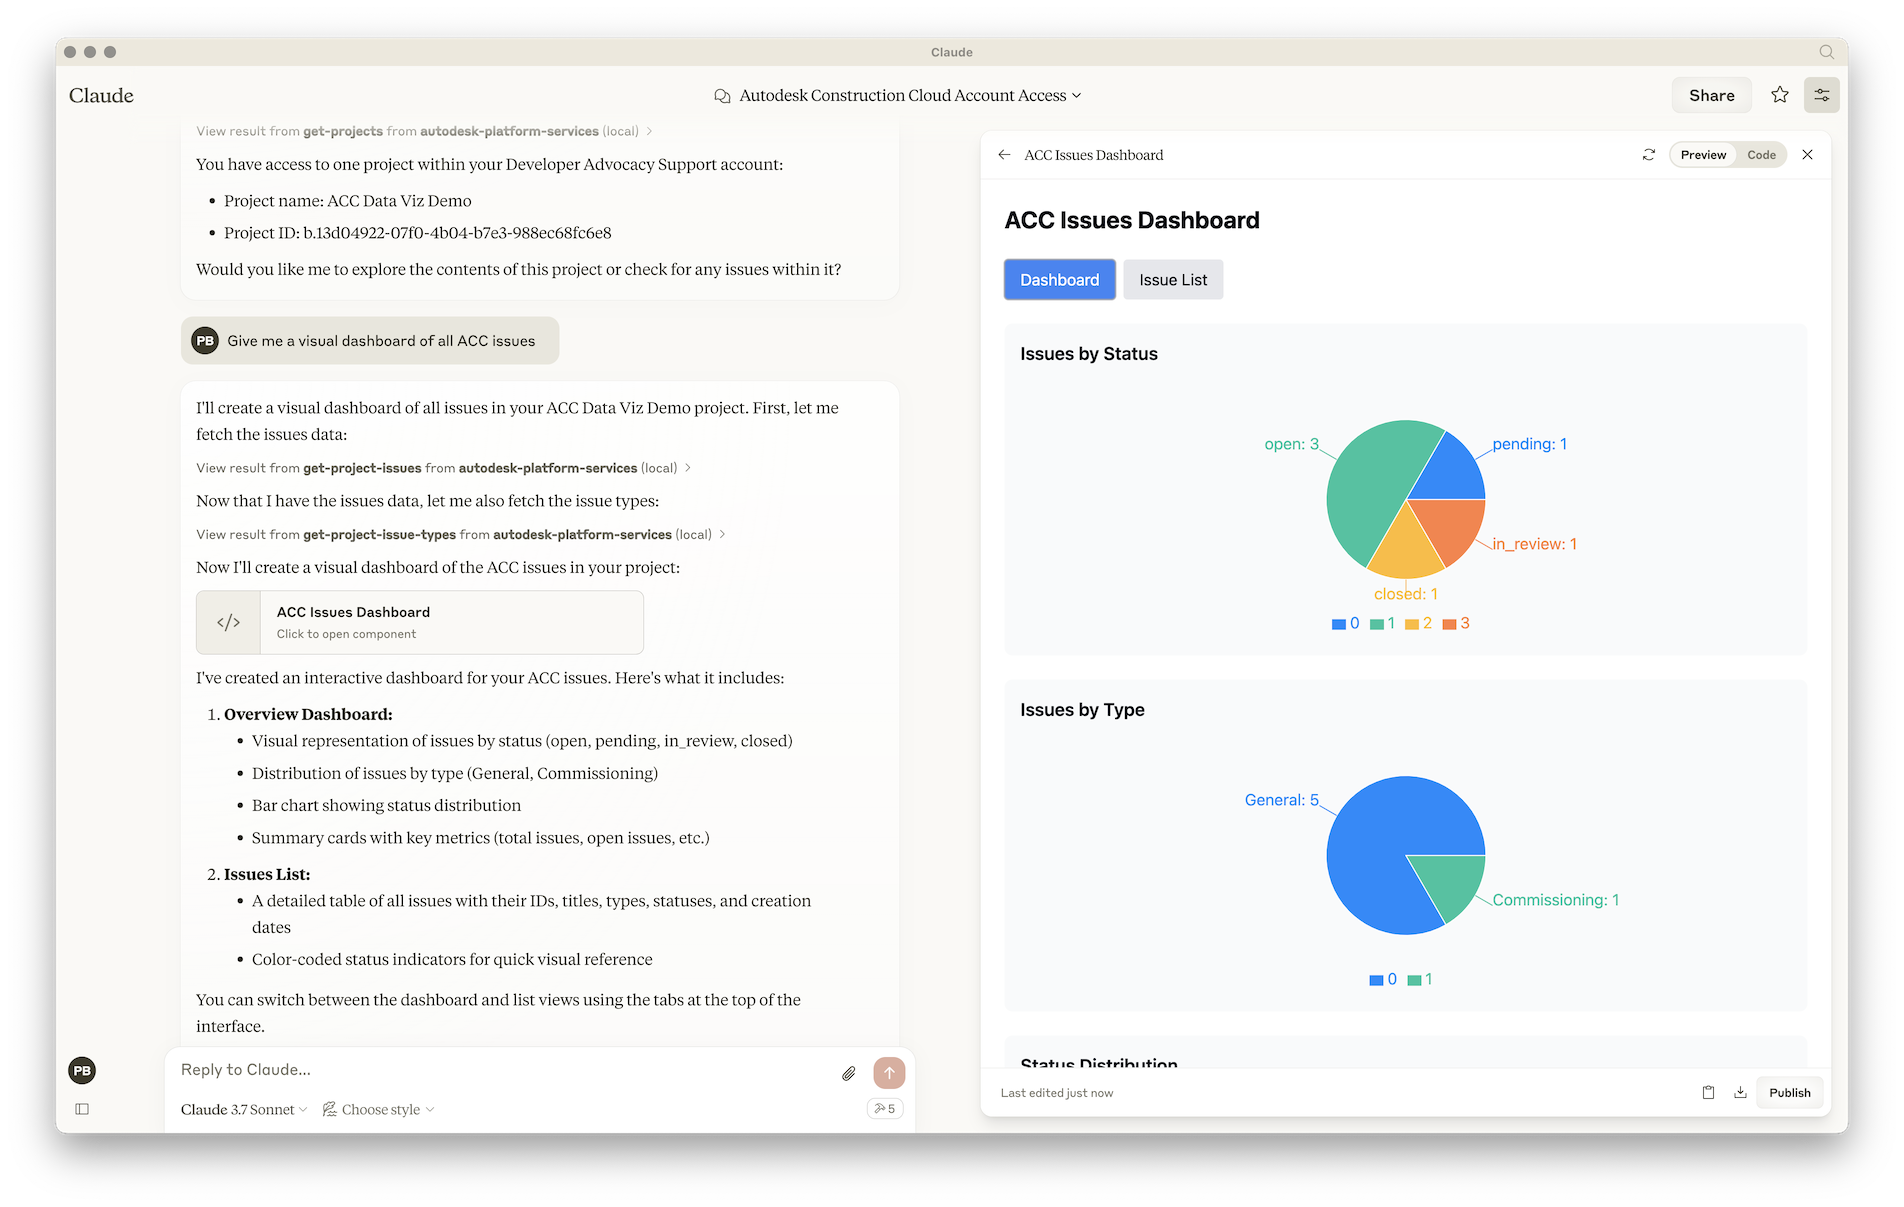 Claude
Claude
Autodesk Construction Cloud Account Access
Share
View result from get-projects from autodesk-platform-services (local)
You have access to one project within your Developer Advocacy Support account:
• Project name: ACC Data Viz Demo
• Project ID: b.13d04922-07f0-4b04-b7e3-988ec68fc6e8
Would you like me to explore the contents of this project or check for any issues within it?
PB
Give me a visual dashboard of all ACC issues
I'll create a visual dashboard of all issues in your ACC Data Viz Demo project. First, let me
fetch the issues data:
View result from get-project-issues from autodesk-platform-services (local)
Now that I have the issues data, let me also fetch the issue types:
View result from get-project-issue-types from autodesk-platform-services (local)
Now I'll create a visual dashboard of the ACC issues in your project:
</>
ACC Issues Dashboard
Click to open component
I've created an interactive dashboard for your ACC issues. Here's what it includes:
1. Overview Dashboard:
• Visual representation of issues by status (open, pending, in_review, closed)
• Distribution of issues by type (General, Commissioning)
• Bar chart showing status distribution
• Summary cards with key metrics (total issues, open issues, etc.)
2. Issues List:
• A detailed table of all issues with their IDs, titles, types, statuses, and creation
dates
• Color-coded status indicators for quick visual reference
You can switch between the dashboard and list views using the tabs at the top of the
interface.
PB
Reply to Claude...
Claude 3.7 Sonnet
Choose style
5
ACC Issues Dashboard
Preview
Code
ACC Issues Dashboard
Dashboard
Issue List
Issues by Status
open: 3
pending: 1
in_review: 1
closed: 1
0 1 2 3
Issues by Type
General: 5
Commissioning: 1
0 1
Status Distribution
Last edited just now
Publish